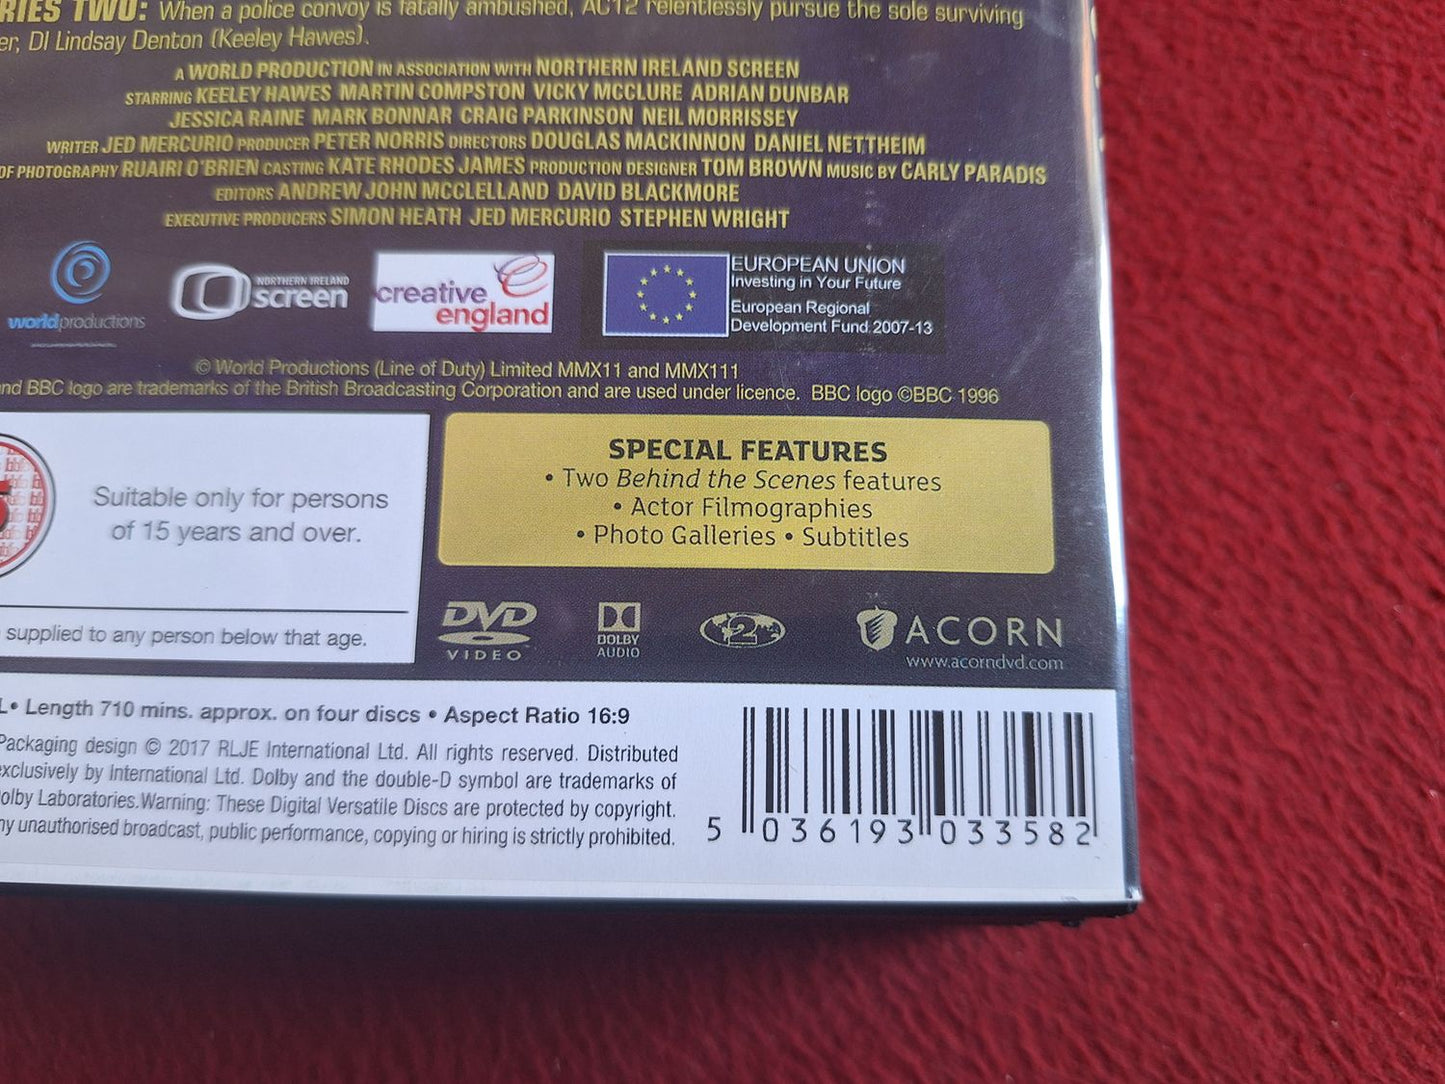 RIES TWO: When a police convoy is fatally ambushed, AC12 relentlessly pursue the sole surviving
er, DI Lindsay Denton (Keeley Hawes).
A WORLD PRODUCTION IN ASSOCIATION WITH NORTHERN IRELAND SCREEN
STARRING KEELEY HAWES MARTIN COMPSTON VICKY MCCLURE ADRIAN DUNBAR
JESSICA RAINE MARK BONNAR CRAIG PARKINSON NEIL MORRISSEY
WRITER JED MERCURIO PRODUCER PETER NORRIS DIRECTORS DOUGLAS MACKINNON DANIEL NETTHEIM
OF PHOTOGRAPHY RUAIRI O'BRIEN CASTING KATE RHODES JAMES PRODUCTION DESIGNER TOM BROWN MUSIC BY CARLY PARADIS
EDITORS ANDREW JOHN MCCLELLAND DAVID BLACKMORE
EXECUTIVE PRODUCERS SIMON HEATH JED MERCURIO STEPHEN WRIGHT
worldproductions
NORTHERN IRELAND
screen
creative
england
EUROPEAN UNION
Investing in Your Future
European Regional
Development Fund 2007-13
© World Productions (Line of Duty) Limited MMX11 and MMX111
nd BBC logo are trademarks of the British Broadcasting Corporation and are used under licence. BBC logo ©BBC 1996
5
Suitable only for persons
of 15 years and over.
supplied to any person below that age.
SPECIAL FEATURES
• Two Behind the Scenes features
• Actor Filmographies
• Photo Galleries • Subtitles
DVD
VIDEO
DOLBY
AUDIO
2
ACORN
www.acorndvd.com
L• Length 710 mins. approx. on four discs • Aspect Ratio 16:9
Packaging design © 2017 RLJE International Ltd. All rights reserved. Distributed
exclusively by International Ltd. Dolby and the double-D symbol are trademarks of
olby Laboratories.Warning: These Digital Versatile Discs are protected by copyright.
ny unauthorised broadcast, public performance, copying or hiring is strictly prohibited.
5 036193 033582